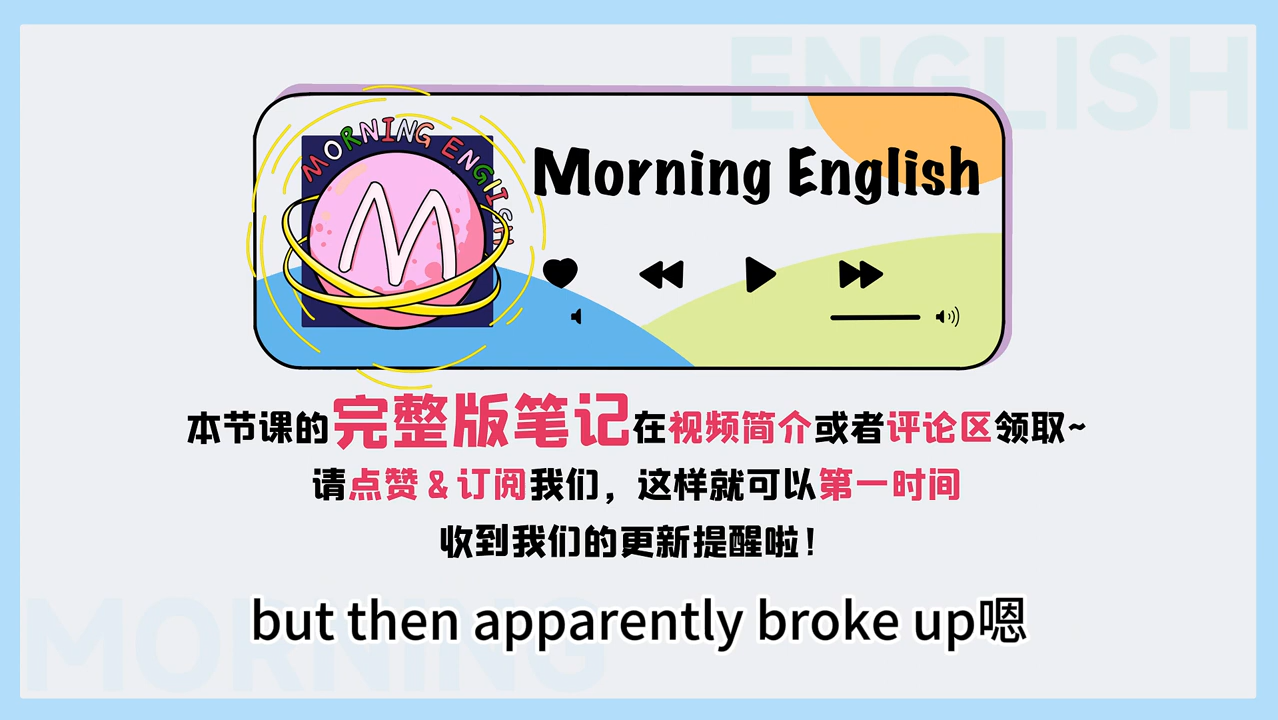 ENGLISH
MORNING ENGLISH
M
Morning English
本节课的完整版笔记在视频简介或者评论区领取~
请点赞&订阅我们，这样就可以第一时间
收到我们的更新提醒啦！
but then apparently broke up嗯
MORNING